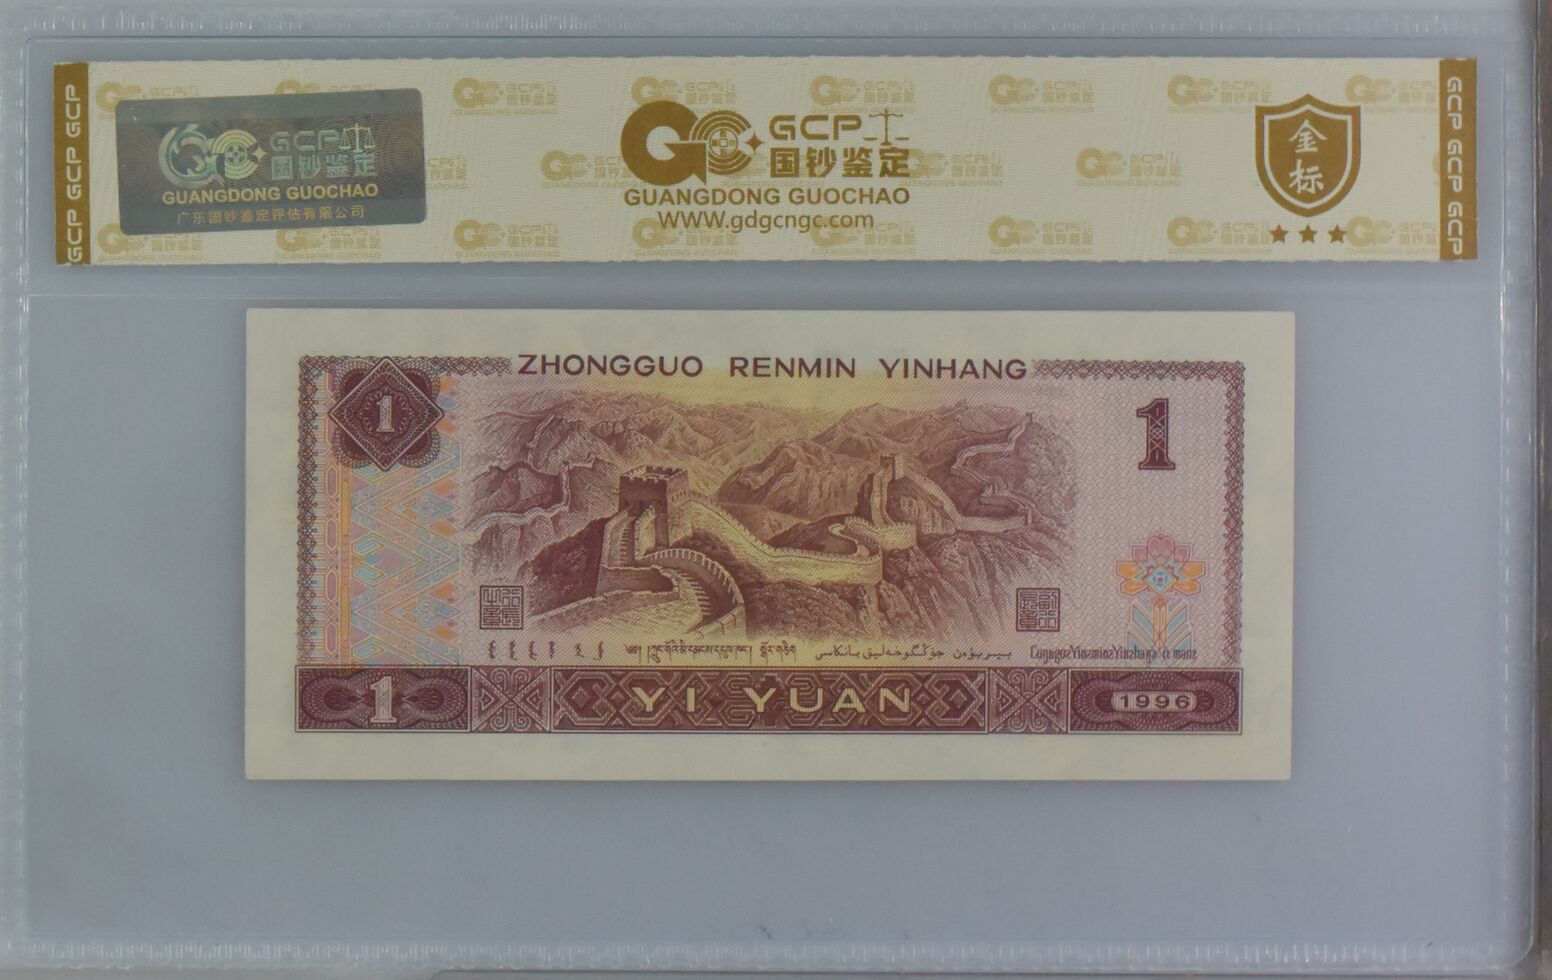 GCP GCP
GCP 国钞鉴定
GUANGDONG GUOCHAO
广东国钞鉴定评估有限公司
GCP
国钞鉴定
GUANGDONG GUOCHAO
WWW.gdgcngc.com
金标
GCP GCP GCP
ZHONGGUO RENMIN YINHANG
1
1
1
YI YUAN
1996